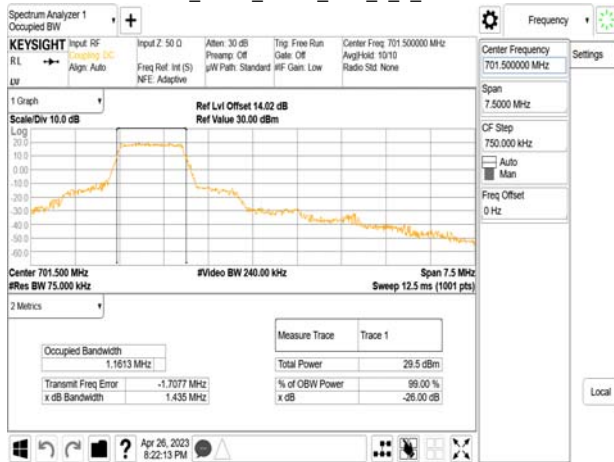 Spectrum Analyzer 1
Occupied BW
Frequency
KEYSIGHT
RL
LXI
Input: RF
Coupling: DC
Align: Auto
Input Z: 50 Ω
Freq Ref: Int (S)
NFE: Adaptive
Atten: 30 dB
Preamp: Off
µW Path: Standard
Trig: Free Run
Gate: Off
#IF Gain: Low
Center Freq: 701.500000 MHz
Avg|Hold: 10/10
Radio Std: None
Center Frequency
701.500000 MHz
Settings
Span
7.5000 MHz
CF Step
750.000 kHz
Auto
Man
Freq Offset
0 Hz
Local
1 Graph
Scale/Div 10.0 dB
Ref Lvl Offset 14.02 dB
Ref Value 30.00 dBm
Log
20.0
10.0
0.00
-10.0
-20.0
-30.0
-40.0
-50.0
-60.0
Center 701.500 MHz
#Video BW 240.00 kHz
Span 7.5 MHz
#Res BW 75.000 kHz
Sweep 12.5 ms (1001 pts)
2 Metrics
Occupied Bandwidth
1.1613 MHz
Transmit Freq Error -1.7077 MHz
x dB Bandwidth 1.435 MHz
Measure Trace Trace 1
Total Power 29.5 dBm
% of OBW Power 99.00 %
x dB -26.00 dB
Apr 26, 2023
8:22:13 PM